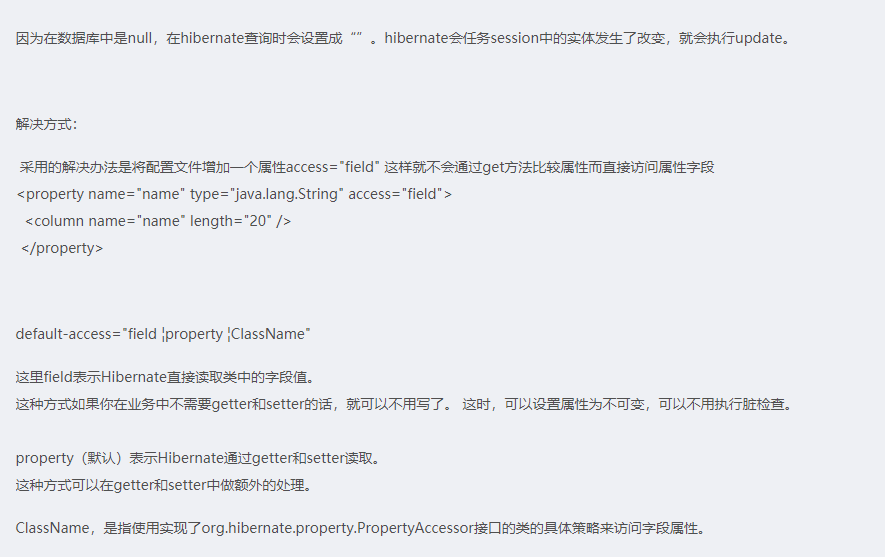 因为在数据库中是null，在hibernate查询时会设置成“”。hibernate会任务session中的实体发生了改变，就会执行update。
解决方式：
采用的解决办法是将配置文件增加一个属性access="field" 这样就不会通过get方法比较属性而直接访问属性字段
<property name="name" type="java.lang.String" access="field">
<column name="name" length="20" />
</property>
default-access="field ¦property ¦ClassName"
这里field表示Hibernate直接读取类中的字段值。
这种方式如果你在业务中不需要getter和setter的话，就可以不用写了。 这时，可以设置属性为不可变，可以不用执行脏检查。
property（默认）表示Hibernate通过getter和setter读取。
这种方式可以在getter和setter中做额外的处理。
ClassName，是指使用实现了org.hibernate.property.PropertyAccessor接口的类的具体策略来访问字段属性。